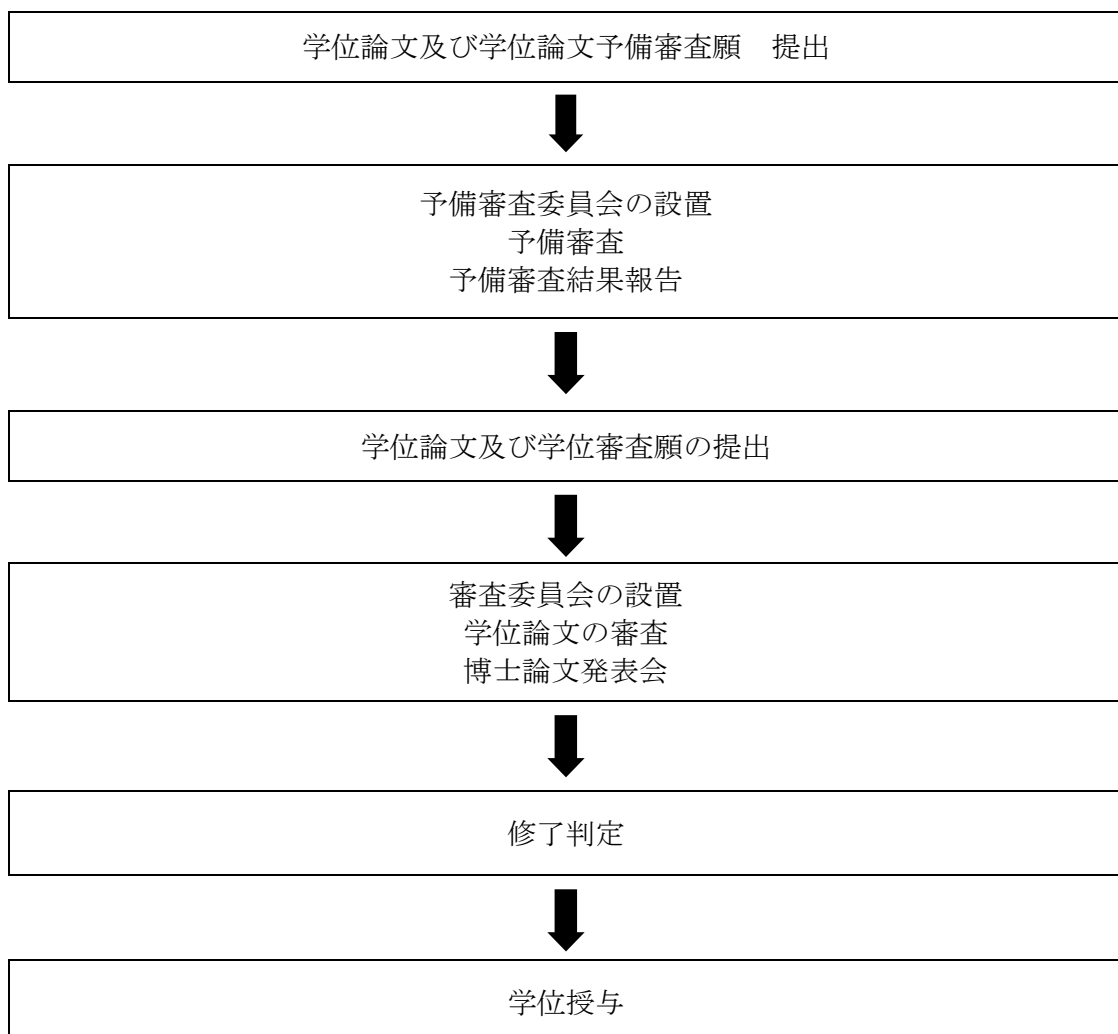 学位論文及び学位論文予備審査願　提出
予備審査委員会の設置
予備審査
予備審査結果報告
学位論文及び学位審査願の提出
審査委員会の設置
学位論文の審査
博士論文発表会
修了判定
学位授与